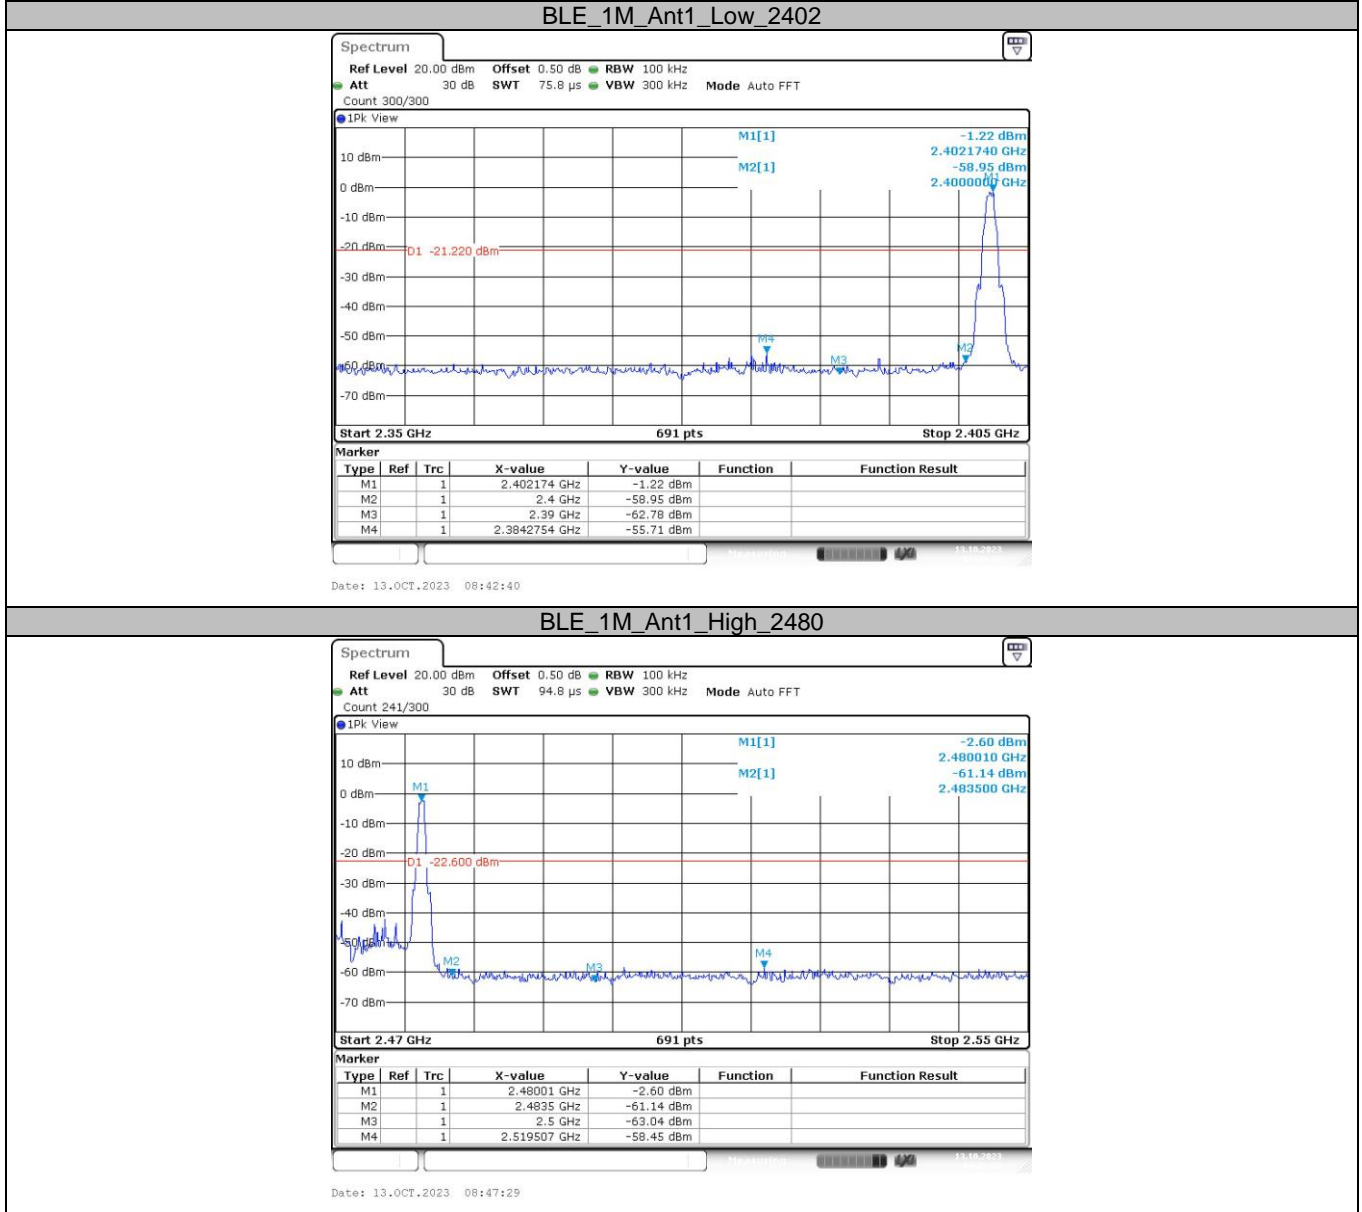 BLE_1M_Ant1_Low_2402
Spectrum
Ref Level 20.00 dBm Offset 0.50 dB RBW 100 kHz
Att 30 dB SWT 75.8 µs VBW 300 kHz Mode Auto FFT
Count 300/300
1Pk View
M1[1] -1.22 dBm
2.4021740 GHz
10 dBm
M2[1] -58.95 dBm
M1
2.4000000 GHz
0 dBm
-10 dBm
-20 dBm
D1 -21.220 dBm
-30 dBm
-40 dBm
-50 dBm
M4
M2
M3
-60 dBm
-70 dBm
Start 2.35 GHz 691 pts Stop 2.405 GHz
Marker
Type Ref Trc X-value Y-value Function Function Result
M1 1 2.402174 GHz -1.22 dBm
M2 1 2.4 GHz -58.95 dBm
M3 1 2.39 GHz -62.78 dBm
M4 1 2.3842754 GHz -55.71 dBm
Measuring 13.10.2023
Date: 13.OCT.2023 08:42:40
BLE_1M_Ant1_High_2480
Spectrum
Ref Level 20.00 dBm Offset 0.50 dB RBW 100 kHz
Att 30 dB SWT 94.8 µs VBW 300 kHz Mode Auto FFT
Count 241/300
1Pk View
M1[1] -2.60 dBm
2.480010 GHz
10 dBm
M2[1] -61.14 dBm
M1
2.483500 GHz
0 dBm
-10 dBm
-20 dBm
D1 -22.600 dBm
-30 dBm
-40 dBm
-50 dBm
M4
M2
M3
-60 dBm
-70 dBm
Start 2.47 GHz 691 pts Stop 2.55 GHz
Marker
Type Ref Trc X-value Y-value Function Function Result
M1 1 2.48001 GHz -2.60 dBm
M2 1 2.4835 GHz -61.14 dBm
M3 1 2.5 GHz -63.04 dBm
M4 1 2.519507 GHz -58.45 dBm
Measuring 13.10.2023
Date: 13.OCT.2023 08:47:29